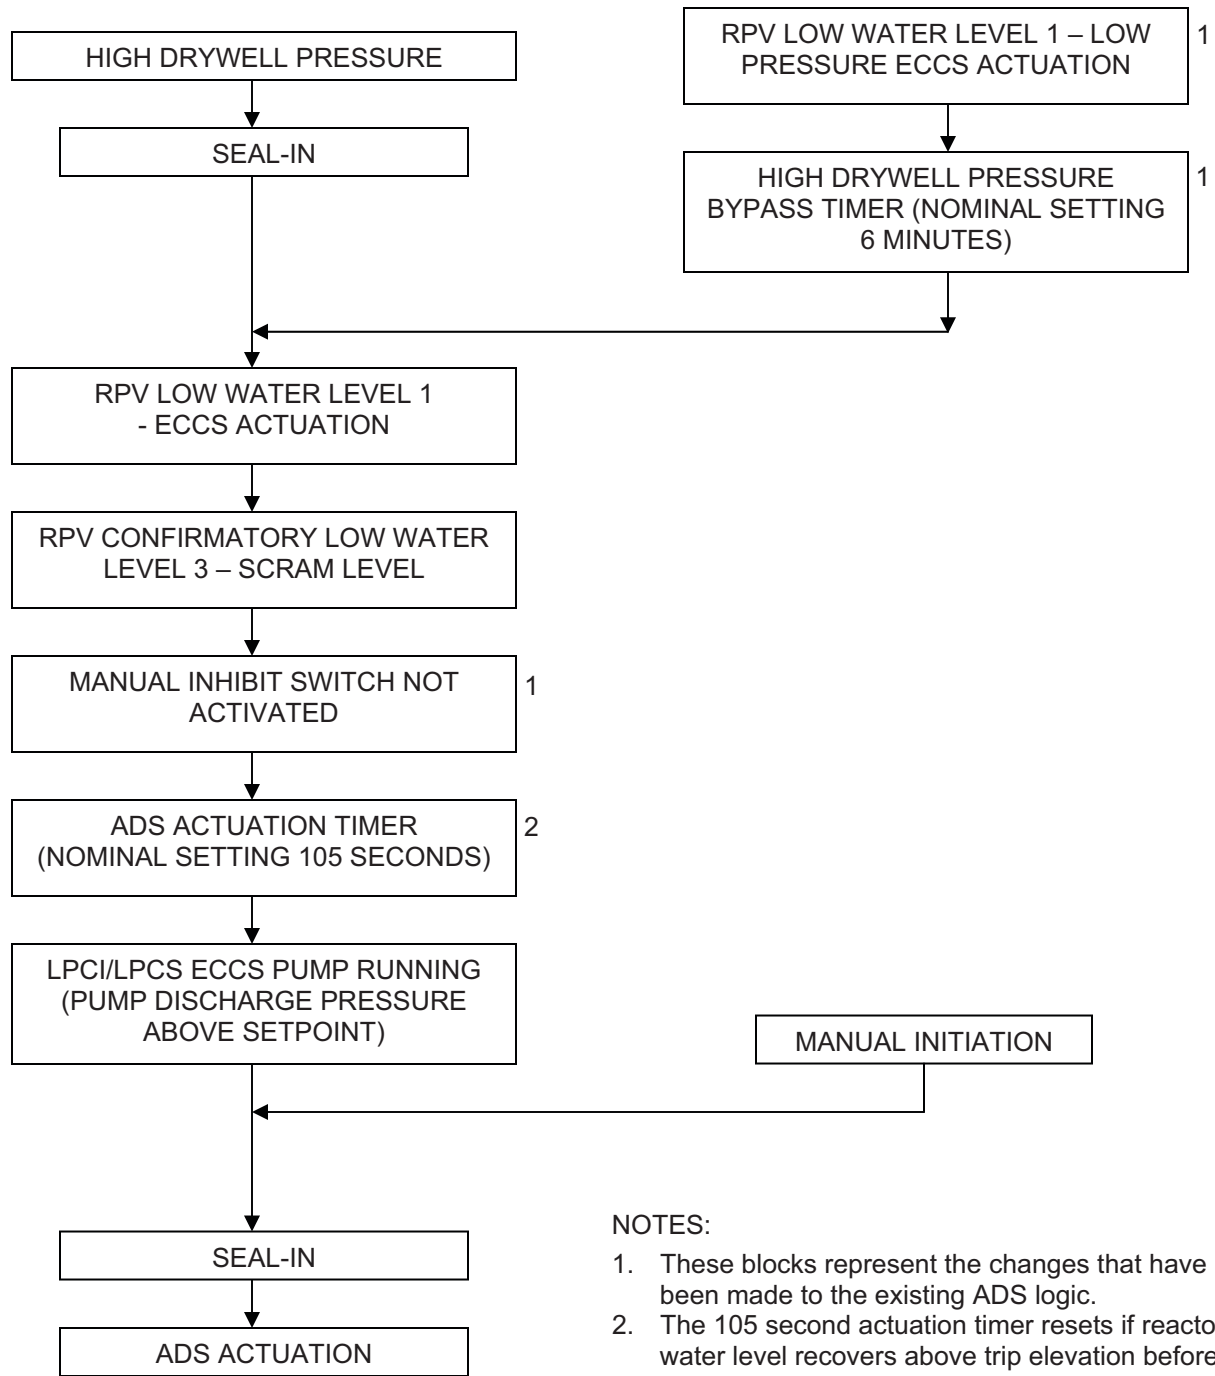 HIGH DRYWELL PRESSURE
SEAL-IN
RPV LOW WATER LEVEL 1 – LOW
PRESSURE ECCS ACTUATION
1
HIGH DRYWELL PRESSURE
BYPASS TIMER (NOMINAL SETTING
6 MINUTES)
1
RPV LOW WATER LEVEL 1
- ECCS ACTUATION
RPV CONFIRMATORY LOW WATER
LEVEL 3 – SCRAM LEVEL
MANUAL INHIBIT SWITCH NOT
ACTIVATED
1
ADS ACTUATION TIMER
(NOMINAL SETTING 105 SECONDS)
2
LPCI/LPCS ECCS PUMP RUNNING
(PUMP DISCHARGE PRESSURE
ABOVE SETPOINT)
MANUAL INITIATION
SEAL-IN
ADS ACTUATION
NOTES:
1. These blocks represent the changes that have
been made to the existing ADS logic.
2. The 105 second actuation timer resets if reacto
water level recovers above trip elevation before